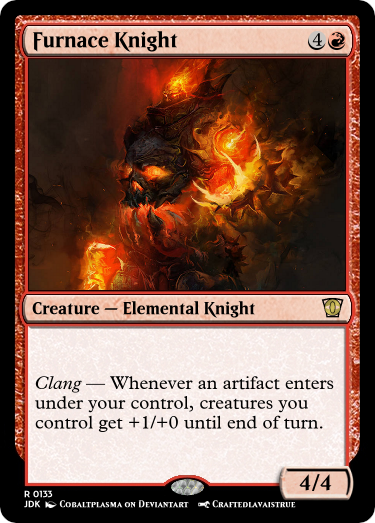 Furnace Knight 4
Creature — Elemental Knight
Clang — Whenever an artifact enters
under your control, creatures you
control get +1/+0 until end of turn.
4/4
R 0133
JDK Cobaltplasma on Deviantart Craftedlavaistrue